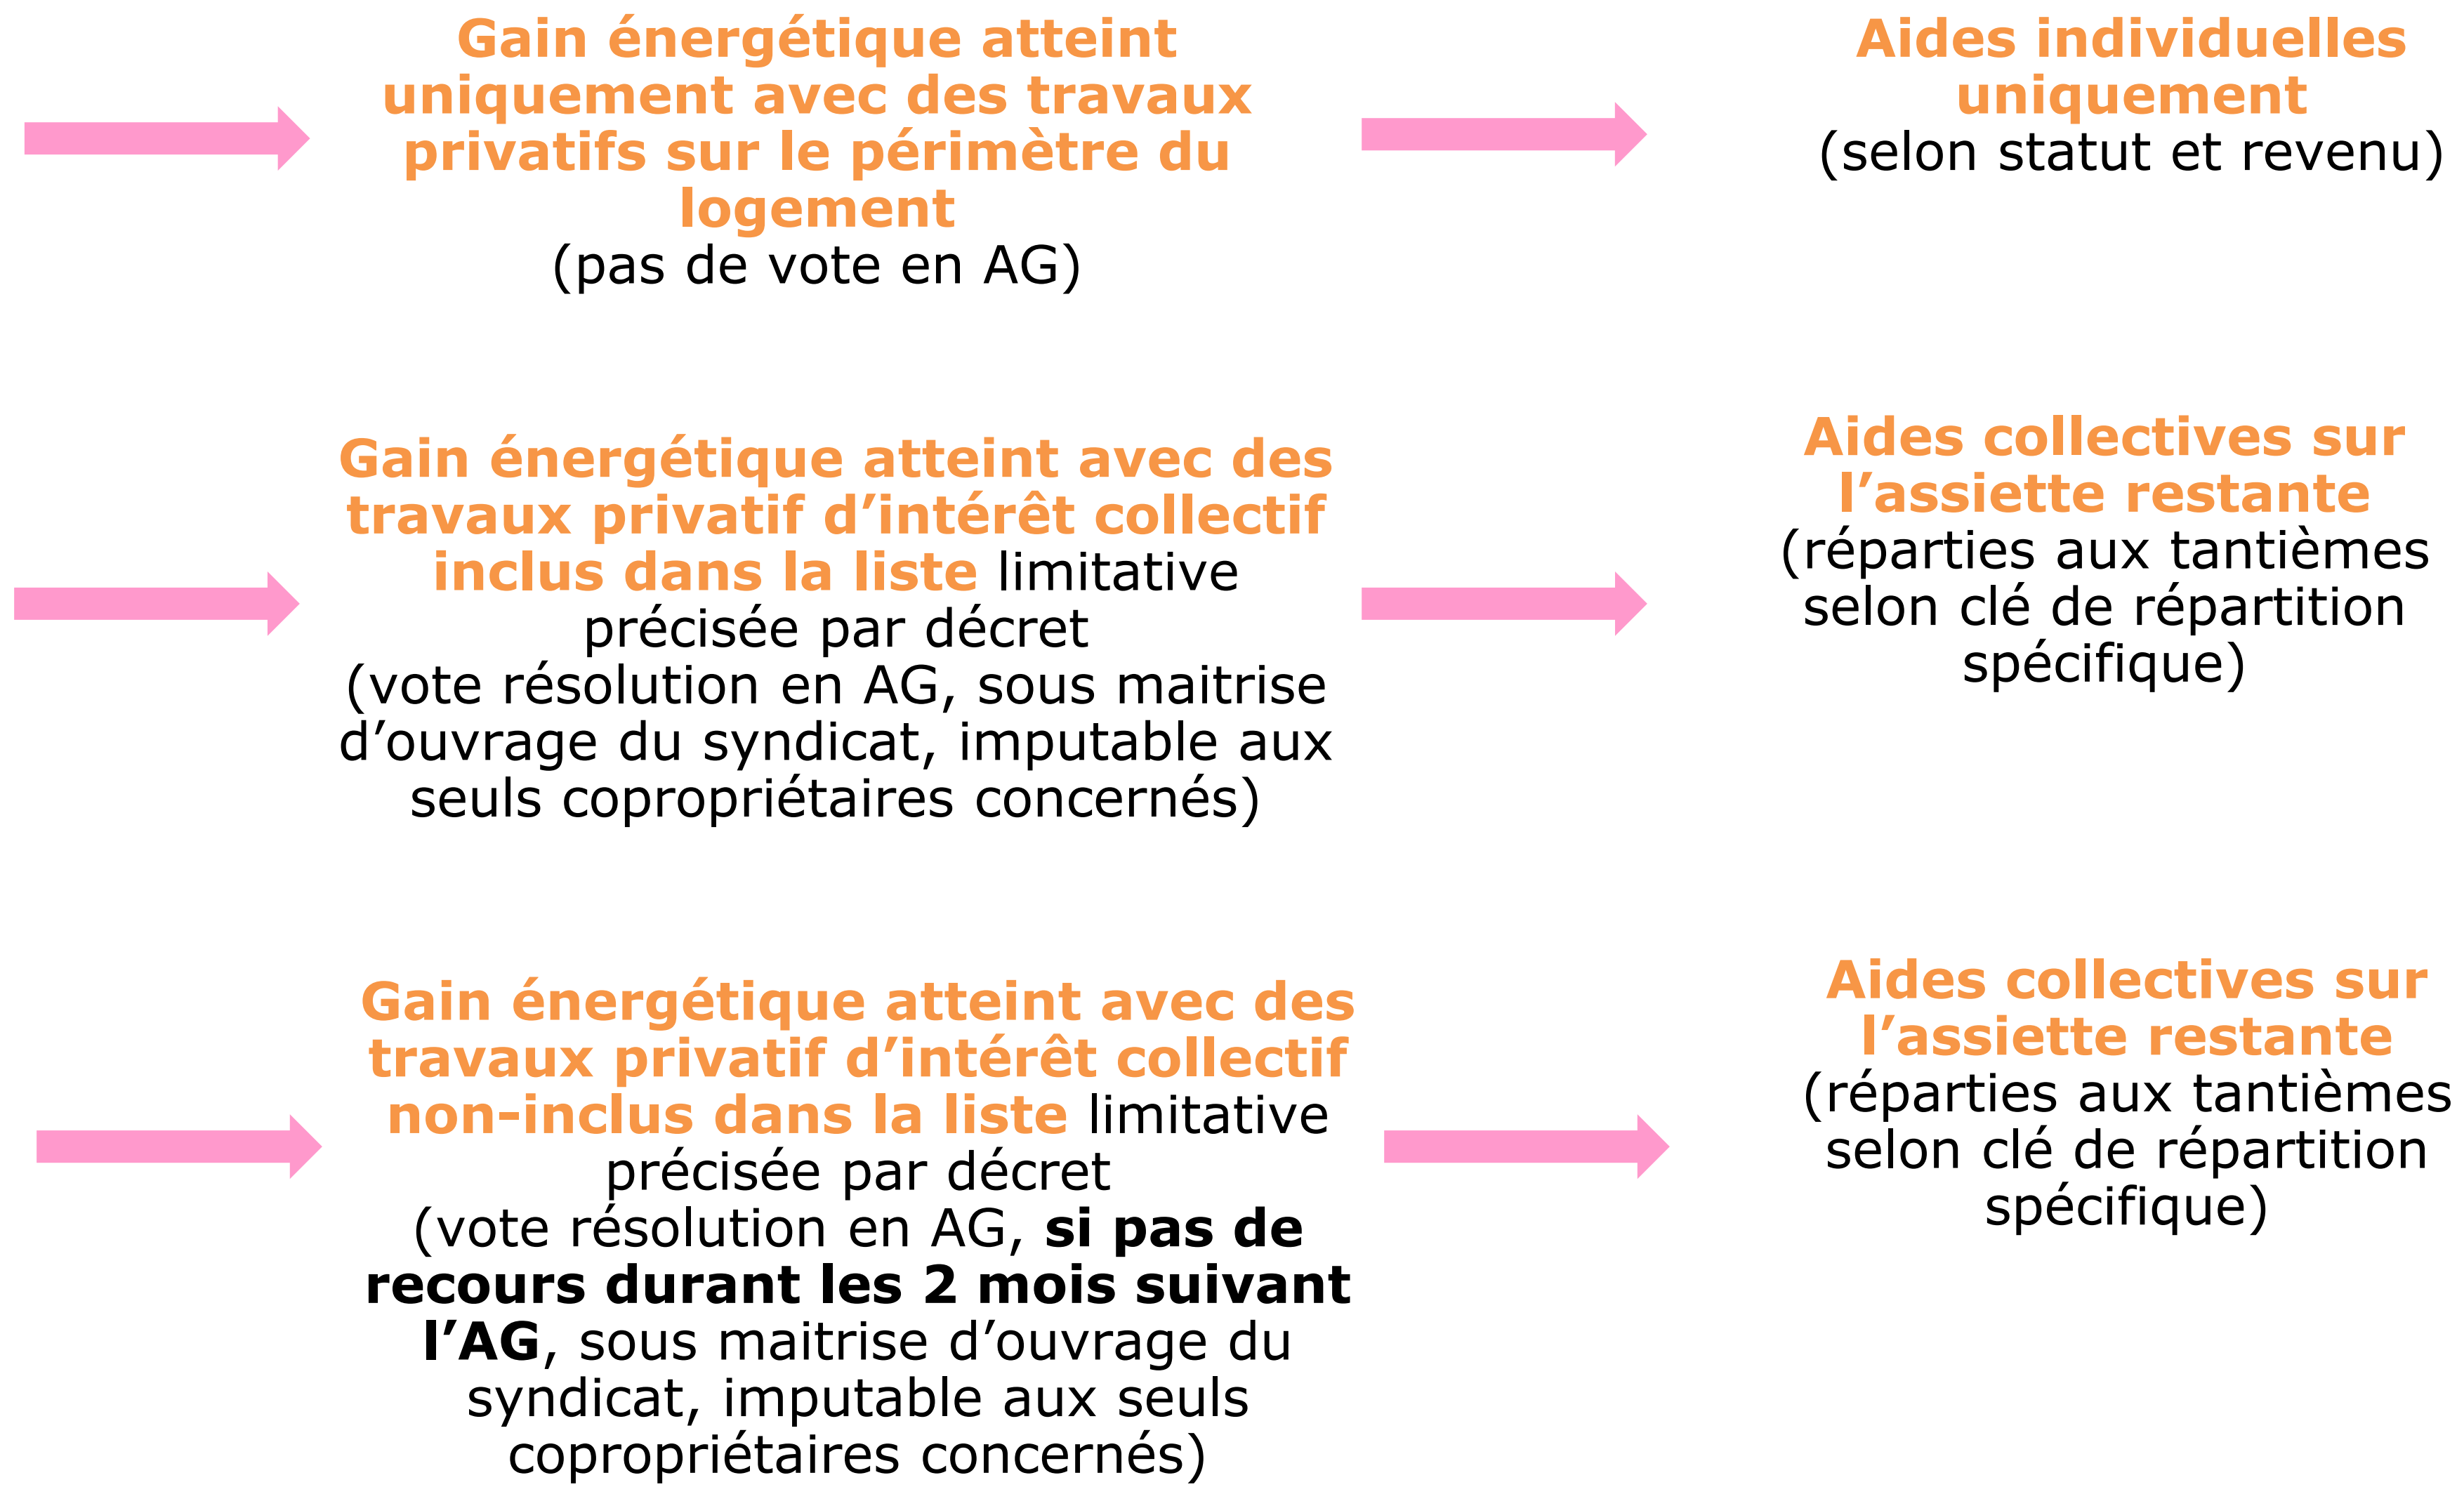 Gain énergétique atteint
uniquement avec des travaux
privatifs sur le périmètre du
logement
(pas de vote en AG)
Aides individuelles
uniquement
(selon statut et revenu)
Gain énergétique atteint avec des
travaux privatif d’intérêt collectif
inclus dans la liste limitative
précisée par décret
(vote résolution en AG, sous maitrise
d’ouvrage du syndicat, imputable aux
seuls copropriétaires concernés)
Aides collectives sur
l’assiette restante
(réparties aux tantièmes
selon clé de répartition
spécifique)
Gain énergétique atteint avec des
travaux privatif d’intérêt collectif
non-inclus dans la liste limitative
précisée par décret
(vote résolution en AG, si pas de
recours durant les 2 mois suivant
l’AG, sous maitrise d’ouvrage du
syndicat, imputable aux seuls
copropriétaires concernés)
Aides collectives sur
l’assiette restante
(réparties aux tantièmes
selon clé de répartition
spécifique)